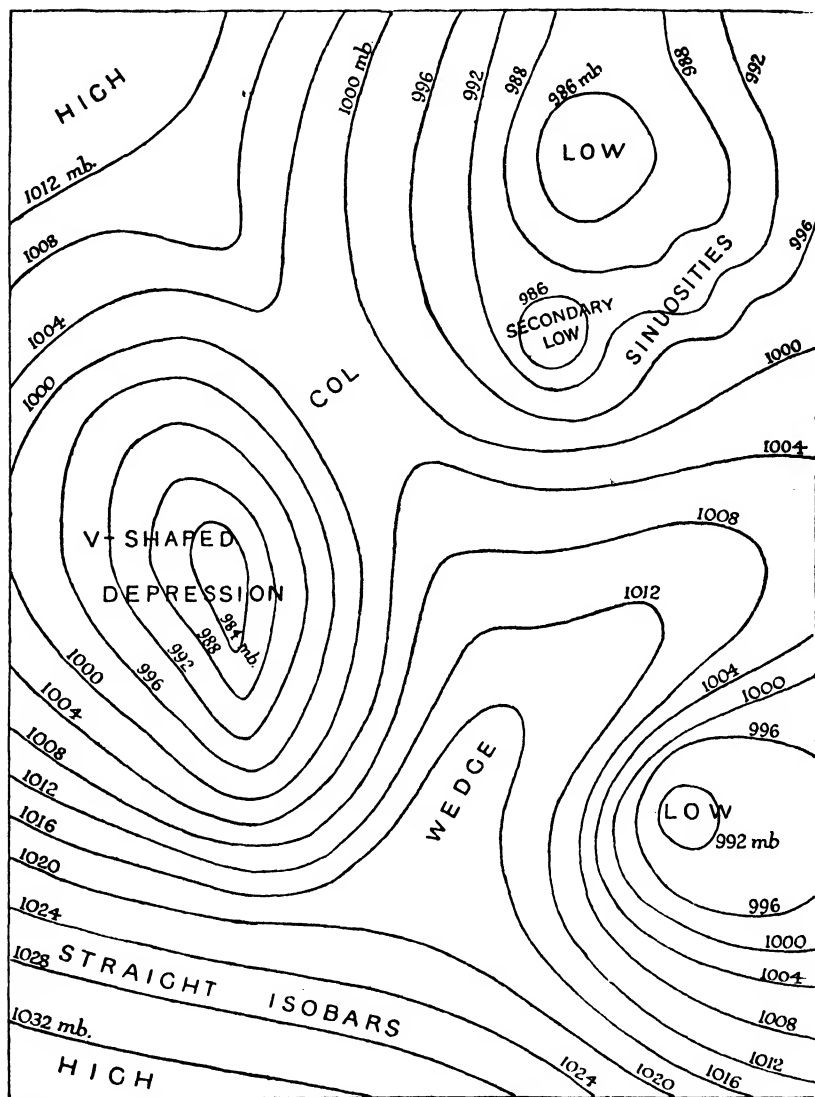 HIGH
1012 mb.
1008
1004
1000
1000 mb.
996
992
988
986 mb
988
992
LOW
996
986
SECONDARY
LOW
SINUOSITIES
1000
COL
1004
1008
1012
V-SHAPED
DEPRESSION
984 mb.
988
992
996
1000
1004
1008
1012
1016
1020
1024
1028
1032 mb.
WEDGE
1004
1000
996
LOW
992 mb
996
1000
1004
1008
1012
1016
1020
1024
STRAIGHT ISOBARS
HIGH